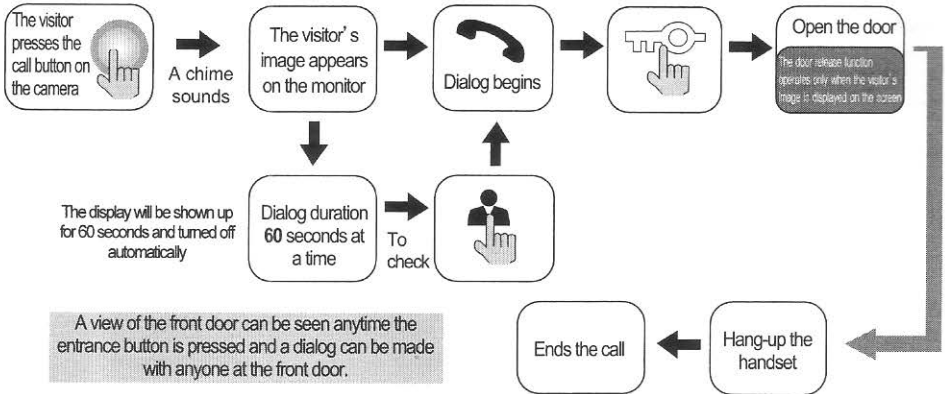 The visitor
presses the
call button on
the camera
A chime
sounds
The visitor's
image appears
on the monitor
Dialog begins
Open the door
The door release function
operates only when the visitor's
image is displayed on the screen
The display will be shown up
for 60 seconds and turned off
automatically
Dialog duration
60 seconds at
a time
To
check
A view of the front door can be seen anytime the
entrance button is pressed and a dialog can be made
with anyone at the front door.
Ends the call
Hang-up the
handset